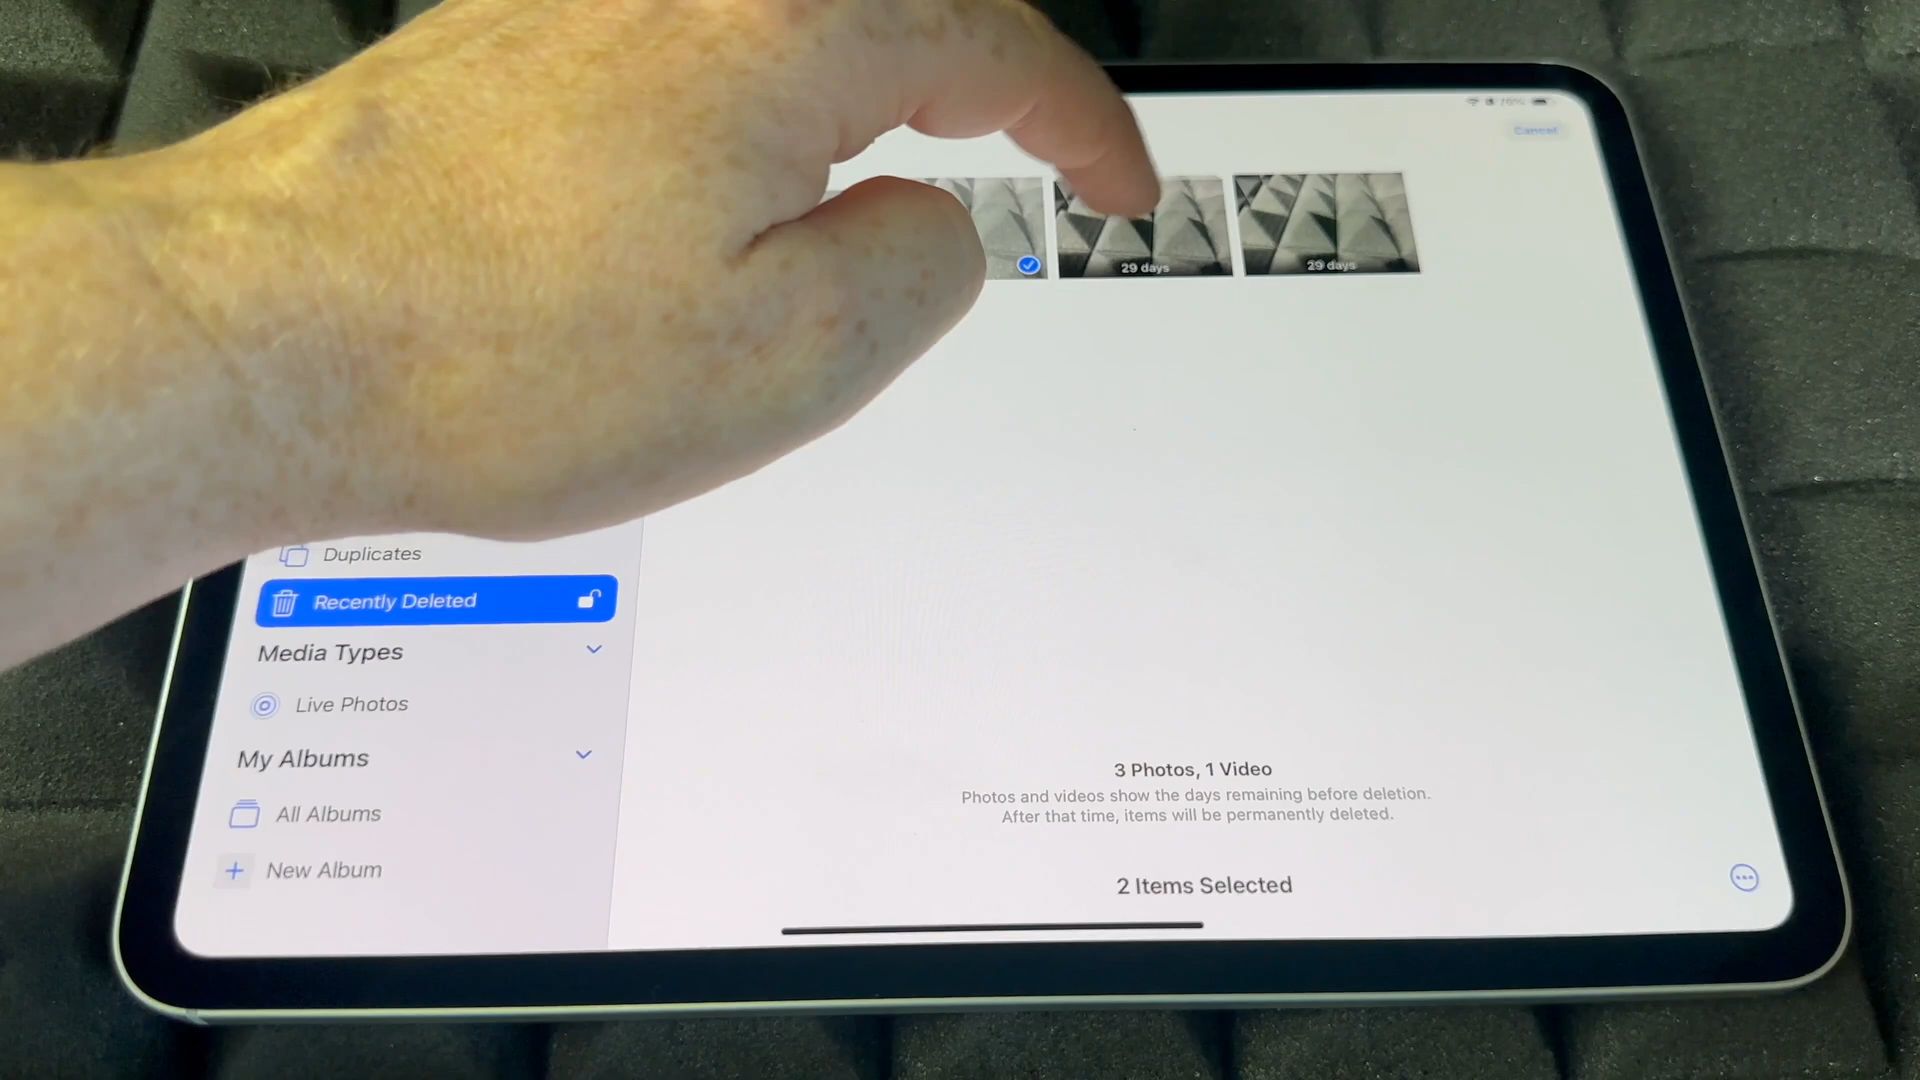 Cancel
29 days
29 days
Duplicates
Recently Deleted
Media Types
Live Photos
My Albums
All Albums
New Album
3 Photos, 1 Video
Photos and videos show the days remaining before deletion.
After that time, items will be permanently deleted.
2 Items Selected